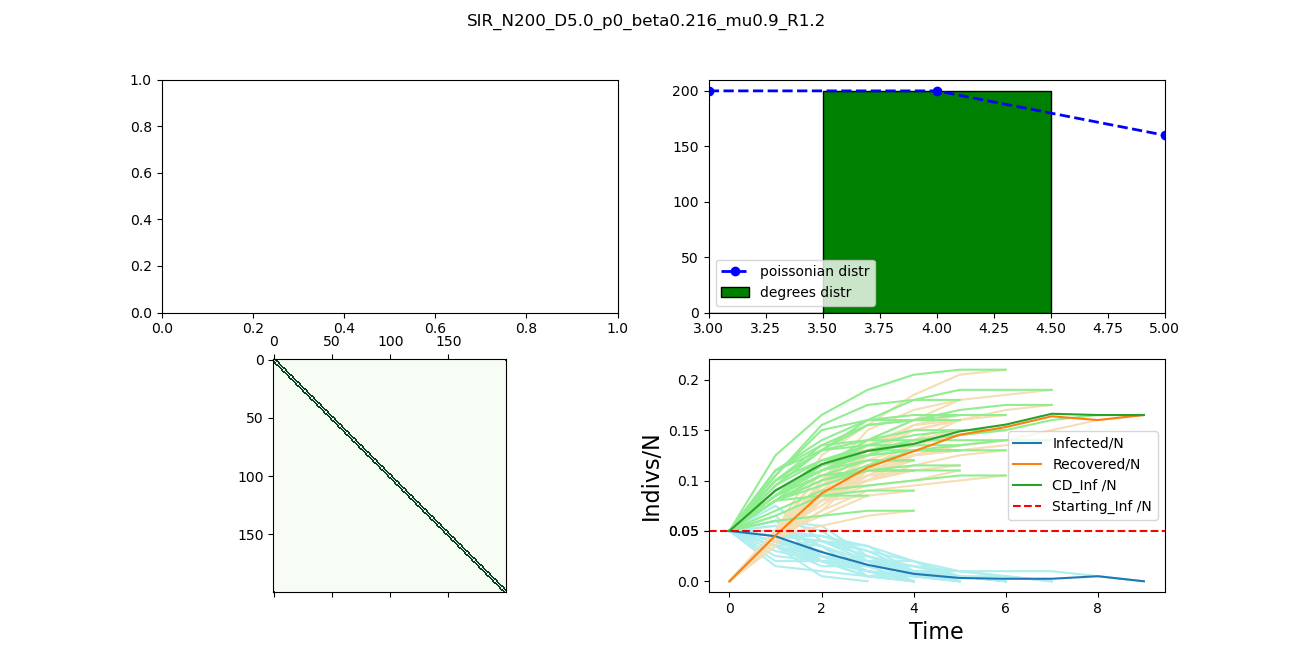 SIR_N200_D5.0_p0_beta0.216_mu0.9_R1.2
1.0
0.8
0.6
0.4
0.2
0.0
0.0 0.2 0.4 0.6 0.8 1.0
200
150
100
50
0
poissonian distr
degrees distr
3.00 3.25 3.50 3.75 4.00 4.25 4.50 4.75 5.00
0 50 100 150
0
50
100
150
Indivs/N
0.2
0.15
0.1
0.05
0.0
Infected/N
Recovered/N
CD_Inf /N
Starting_Inf /N
0 2 4 6 8
Time